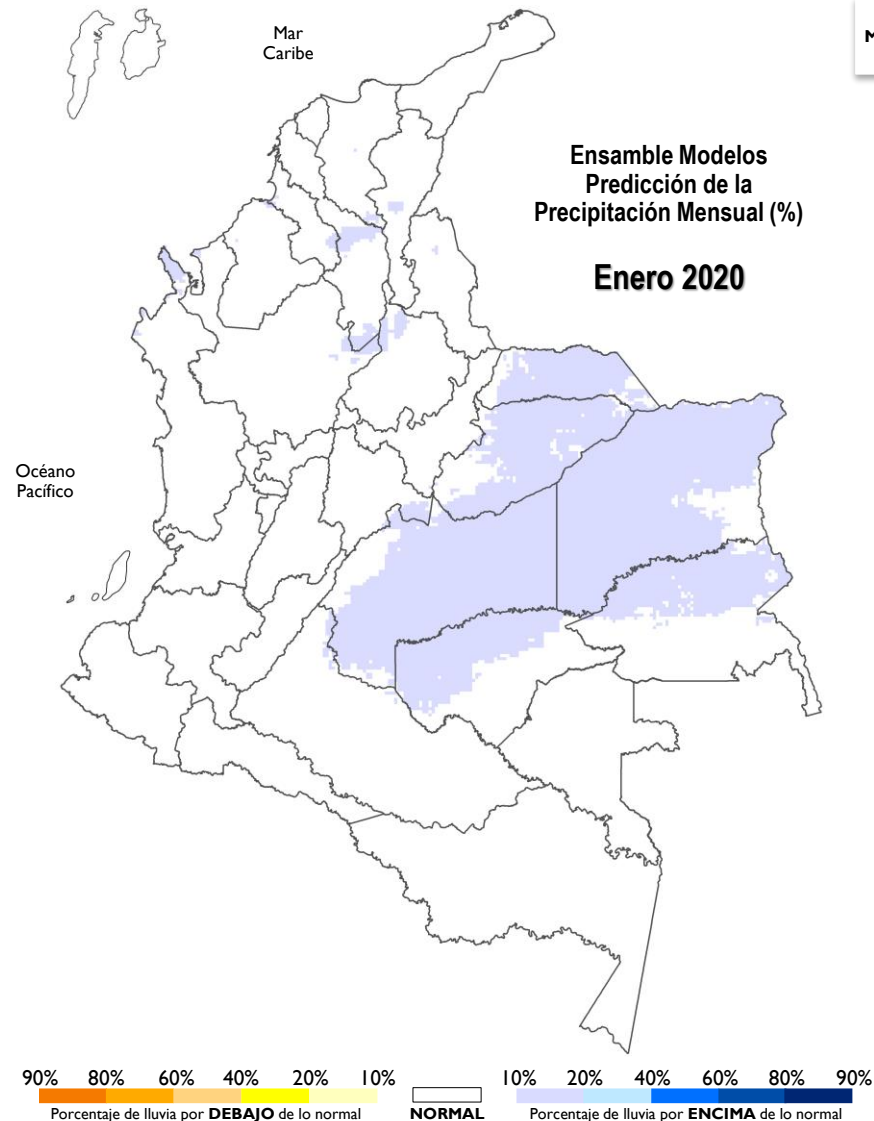 Mar
Caribe
M
Ensamble Modelos
Predicción de la
Precipitación Mensual (%)
Enero 2020
Océano
Pacífico
90% 80% 60% 40% 20% 10% 10% 20% 40% 60% 80% 90%
Porcentaje de lluvia por DEBAJO de lo normal NORMAL Porcentaje de lluvia por ENCIMA de lo normal